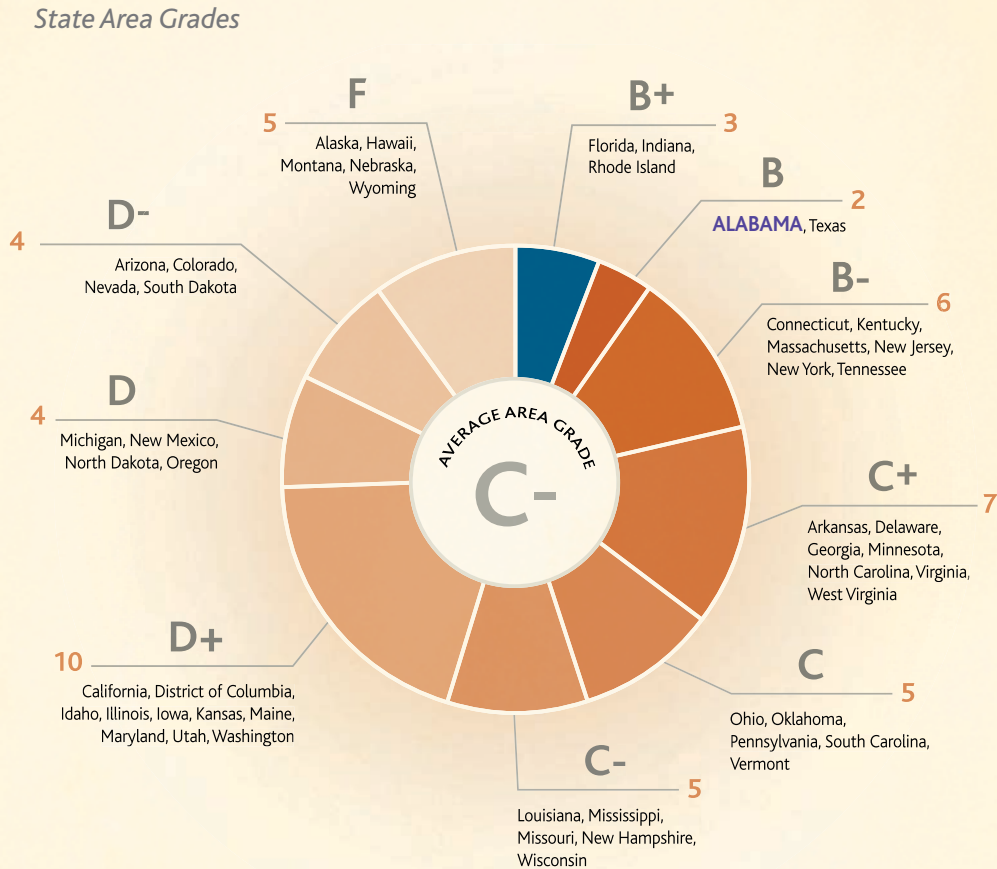 State Area Grades
F
5
Alaska, Hawaii,
Montana, Nebraska,
Wyoming
B+
3
Florida, Indiana,
Rhode Island
B
2
ALABAMA, Texas
B-
6
Connecticut, Kentucky,
Massachusetts, New Jersey,
New York, Tennessee
C+
7
Arkansas, Delaware,
Georgia, Minnesota,
North Carolina, Virginia,
West Virginia
C
5
Ohio, Oklahoma,
Pennsylvania, South Carolina,
Vermont
C-
5
Louisiana, Mississippi,
Missouri, New Hampshire,
Wisconsin
D+
10
California, District of Columbia,
Idaho, Illinois, Iowa, Kansas, Maine,
Maryland, Utah, Washington
D
4
Michigan, New Mexico,
North Dakota, Oregon
D-
4
Arizona, Colorado,
Nevada, South Dakota
AVERAGE AREA GRADE
C-